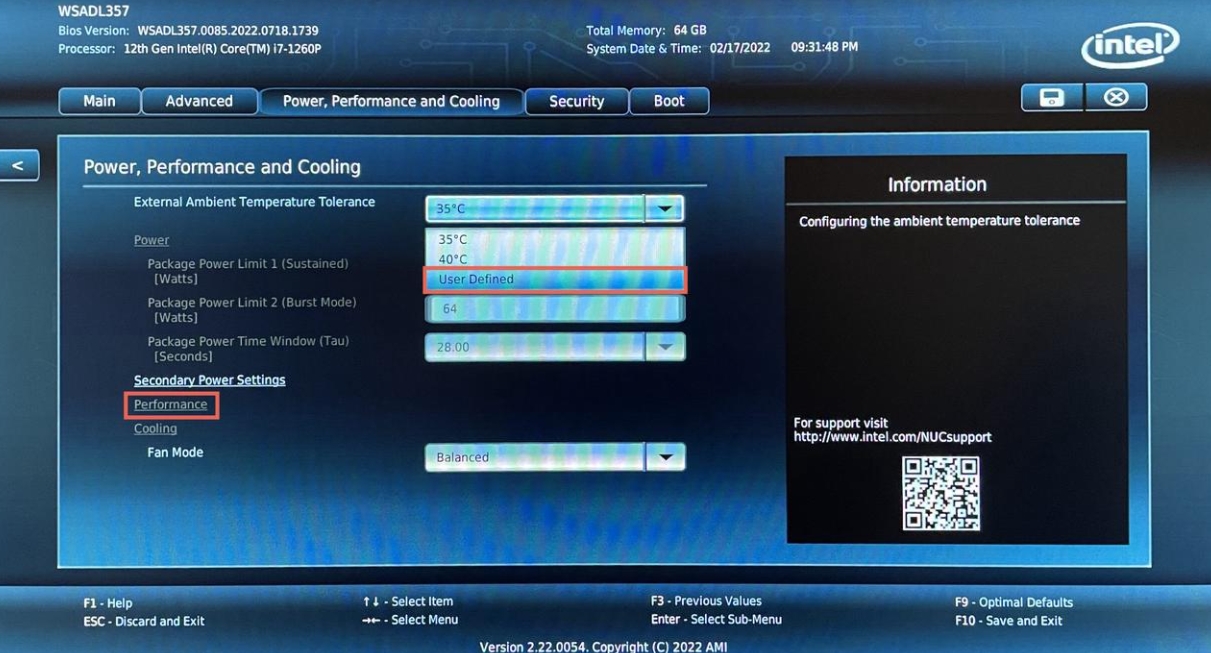 WSADL357
Bios Version: WSADL357.0085.2022.0718.1739
Total Memory: 64 GB
Processor: 12th Gen Intel(R) Core(TM) i7-1260P
System Date & Time: 02/17/2022 09:31:48 PM
intel
Main Advanced Power, Performance and Cooling Security Boot
<
Power, Performance and Cooling
External Ambient Temperature Tolerance
35°C
35°C
40°C
User Defined
Power
Package Power Limit 1 (Sustained)
[Watts]
Package Power Limit 2 (Burst Mode)
[Watts]
64
Package Power Time Window (Tau)
[Seconds]
28.00
Secondary Power Settings
Performance
Cooling
Fan Mode
Balanced
Information
Configuring the ambient temperature tolerance
For support visit
http://www.intel.com/NUCsupport
F1 - Help
↑↓ - Select Item
F3 - Previous Values
F9 - Optimal Defaults
ESC - Discard and Exit
→← - Select Menu
Enter - Select Sub-Menu
F10 - Save and Exit
Version 2.22.0054. Copyright (C) 2022 AMI